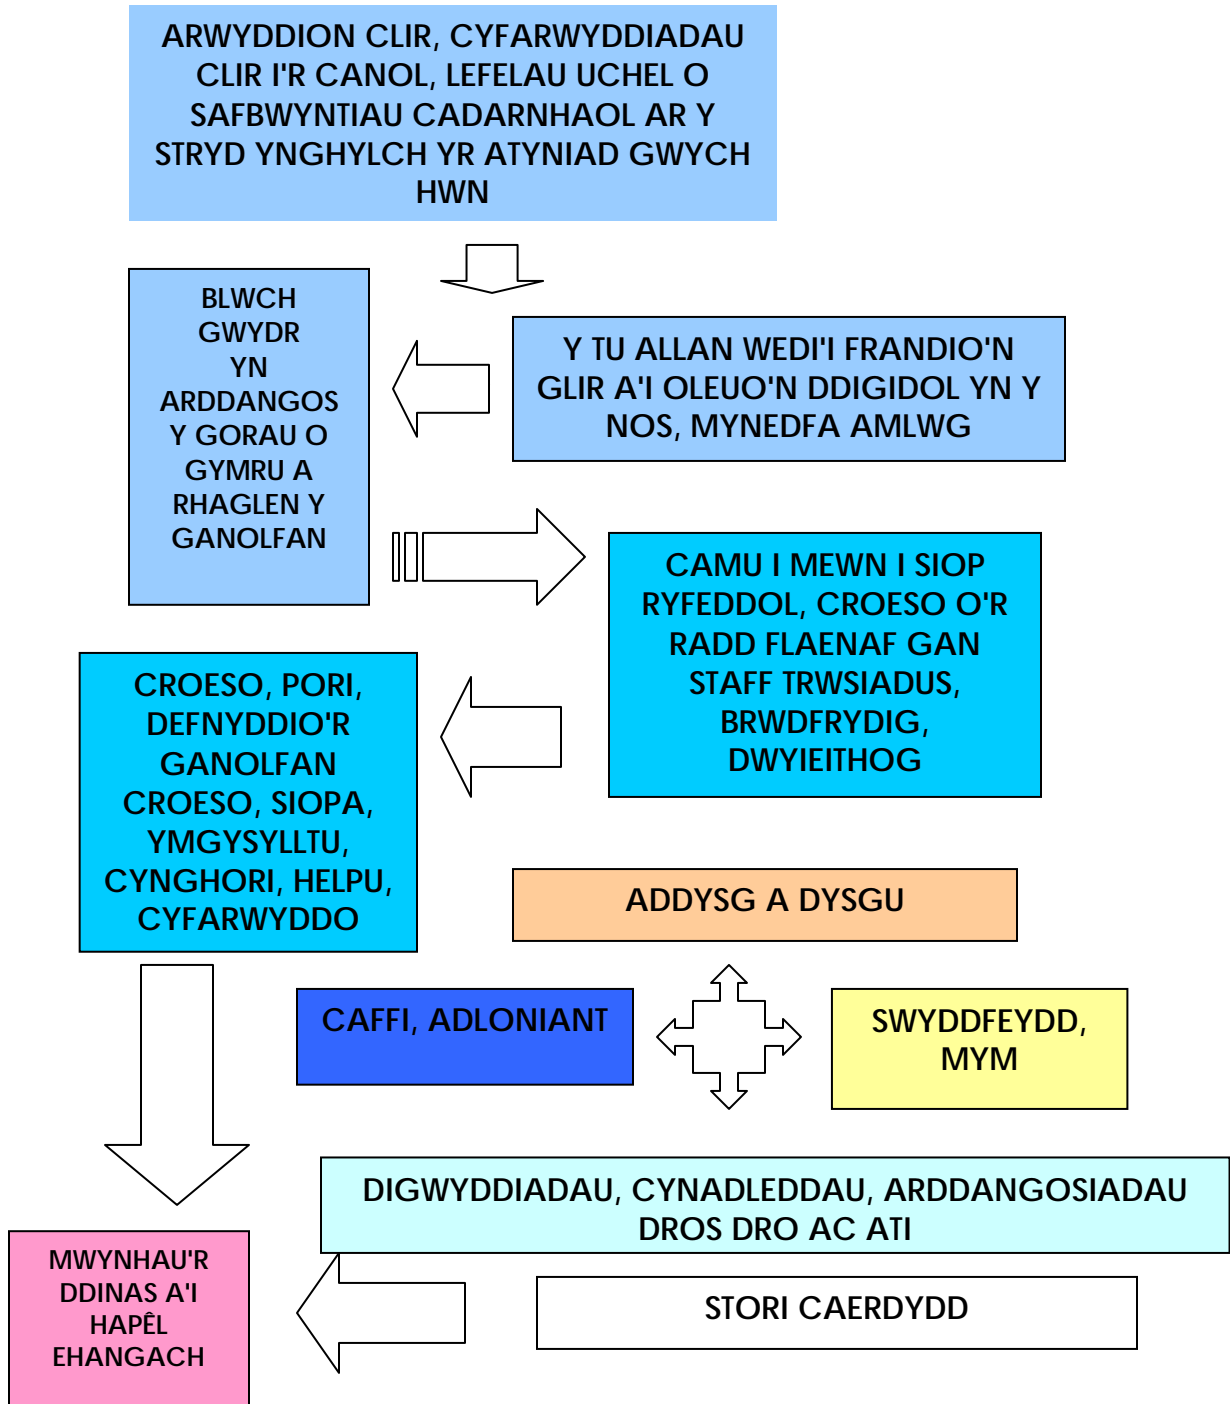 ARWYDDION CLIR, CYFARWYDDIADAU
CLIR I'R CANOL, LEFELAU UCHEL O
SAFBWYNTIAU CADARNHAOL AR Y
STRYD YNGHYLCH YR ATYNIAD GWYCH
HWN
BLWCH
GWYDR
YN
ARDDANGOS
Y GORAU O
GYMRU A
RHAGLEN Y
GANOLFAN
Y TU ALLAN WEDI'I FRANDIO'N
GLIR A'I OLEUO'N DDIGIDOL YN Y
NOS, MYNEDFA AMLWG
CAMU I MEWN I SIOP
RYFEDDOL, CROESO O'R
RADD FLAENAF GAN
STAFF TRWSIADUS,
BRWDFRYDIG,
DWYIEITHOG
CROESO, PORI,
DEFNYDDIO'R
GANOLFAN
CROESO, SIOPA,
YMGYSYLLTU,
CYNGHORI, HELPU,
CYFARWYDDO
ADDYSG A DYSGU
CAFFI, ADLONIANT
SWYDDFEYDD,
MYM
DIGWYDDIADAU, CYNADLEDDAU, ARDDANGOSIADAU
DROS DRO AC ATI
MWYNHAU'R
DDINAS A'I
HAPÊL
EHANGACH
STORI CAERDYDD